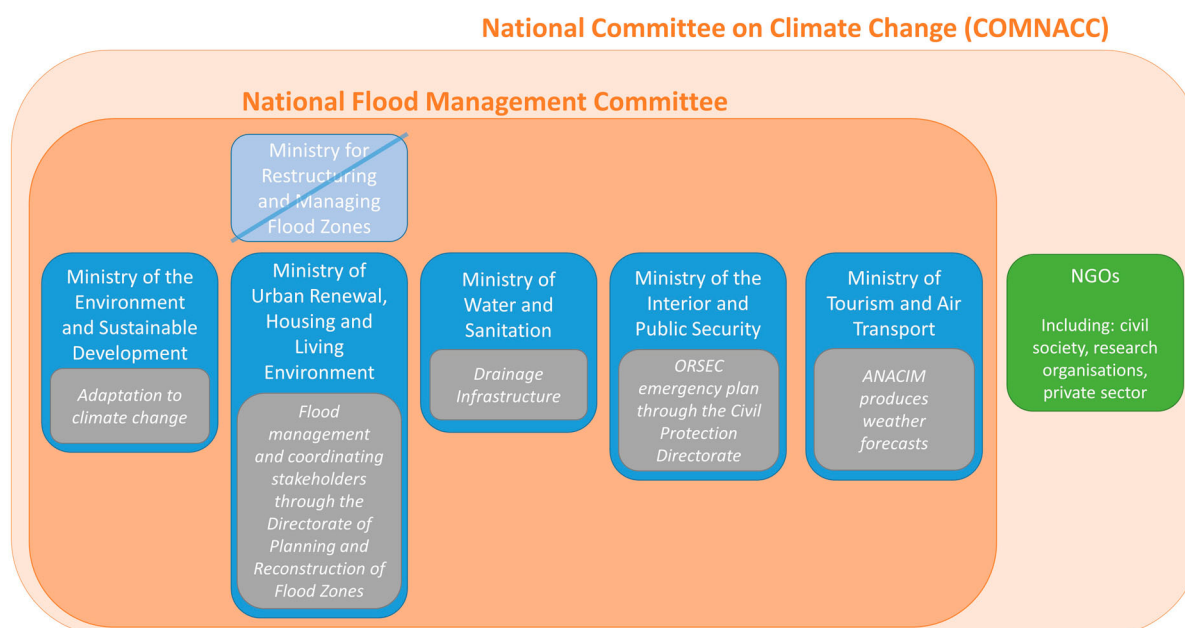 National Committee on Climate Change (COMNACC)
National Flood Management Committee
Ministry for
Restructuring
and Managing
Flood Zones
Ministry of the
Environment
and Sustainable
Development
Adaptation to
climate change
Ministry of
Urban Renewal,
Housing and
Living
Environment
Flood
management
and coordinating
stakeholders
through the
Directorate of
Planning and
Reconstruction of
Flood Zones
Ministry of
Water and
Sanitation
Drainage
Infrastructure
Ministry of the
Interior and
Public Security
ORSEC
emergency plan
through the Civil
Protection
Directorate
Ministry of
Tourism and Air
Transport
ANACIM
produces
weather
forecasts
NGOs
Including: civil
society, research
organisations,
private sector